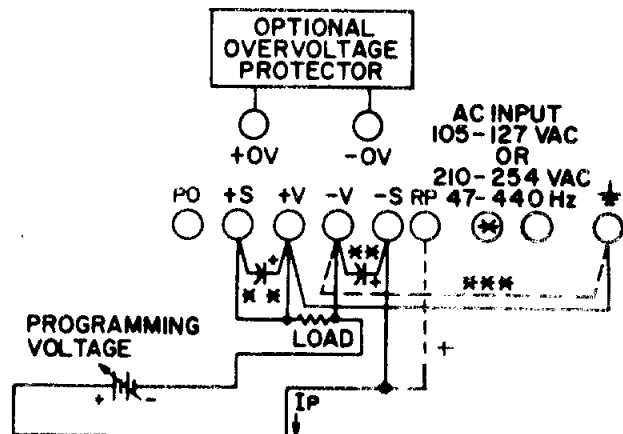 OPTIONAL
OVERVOLTAGE
PROTECTOR
+OV
-OV
AC INPUT
105-127 VAC
OR
210-254 VAC
47-440 Hz
PO
+S
+V
-V
-S
RP
*
+
* *
* *
+
* * *
LOAD
PROGRAMMING
VOLTAGE
+
-
+
IP